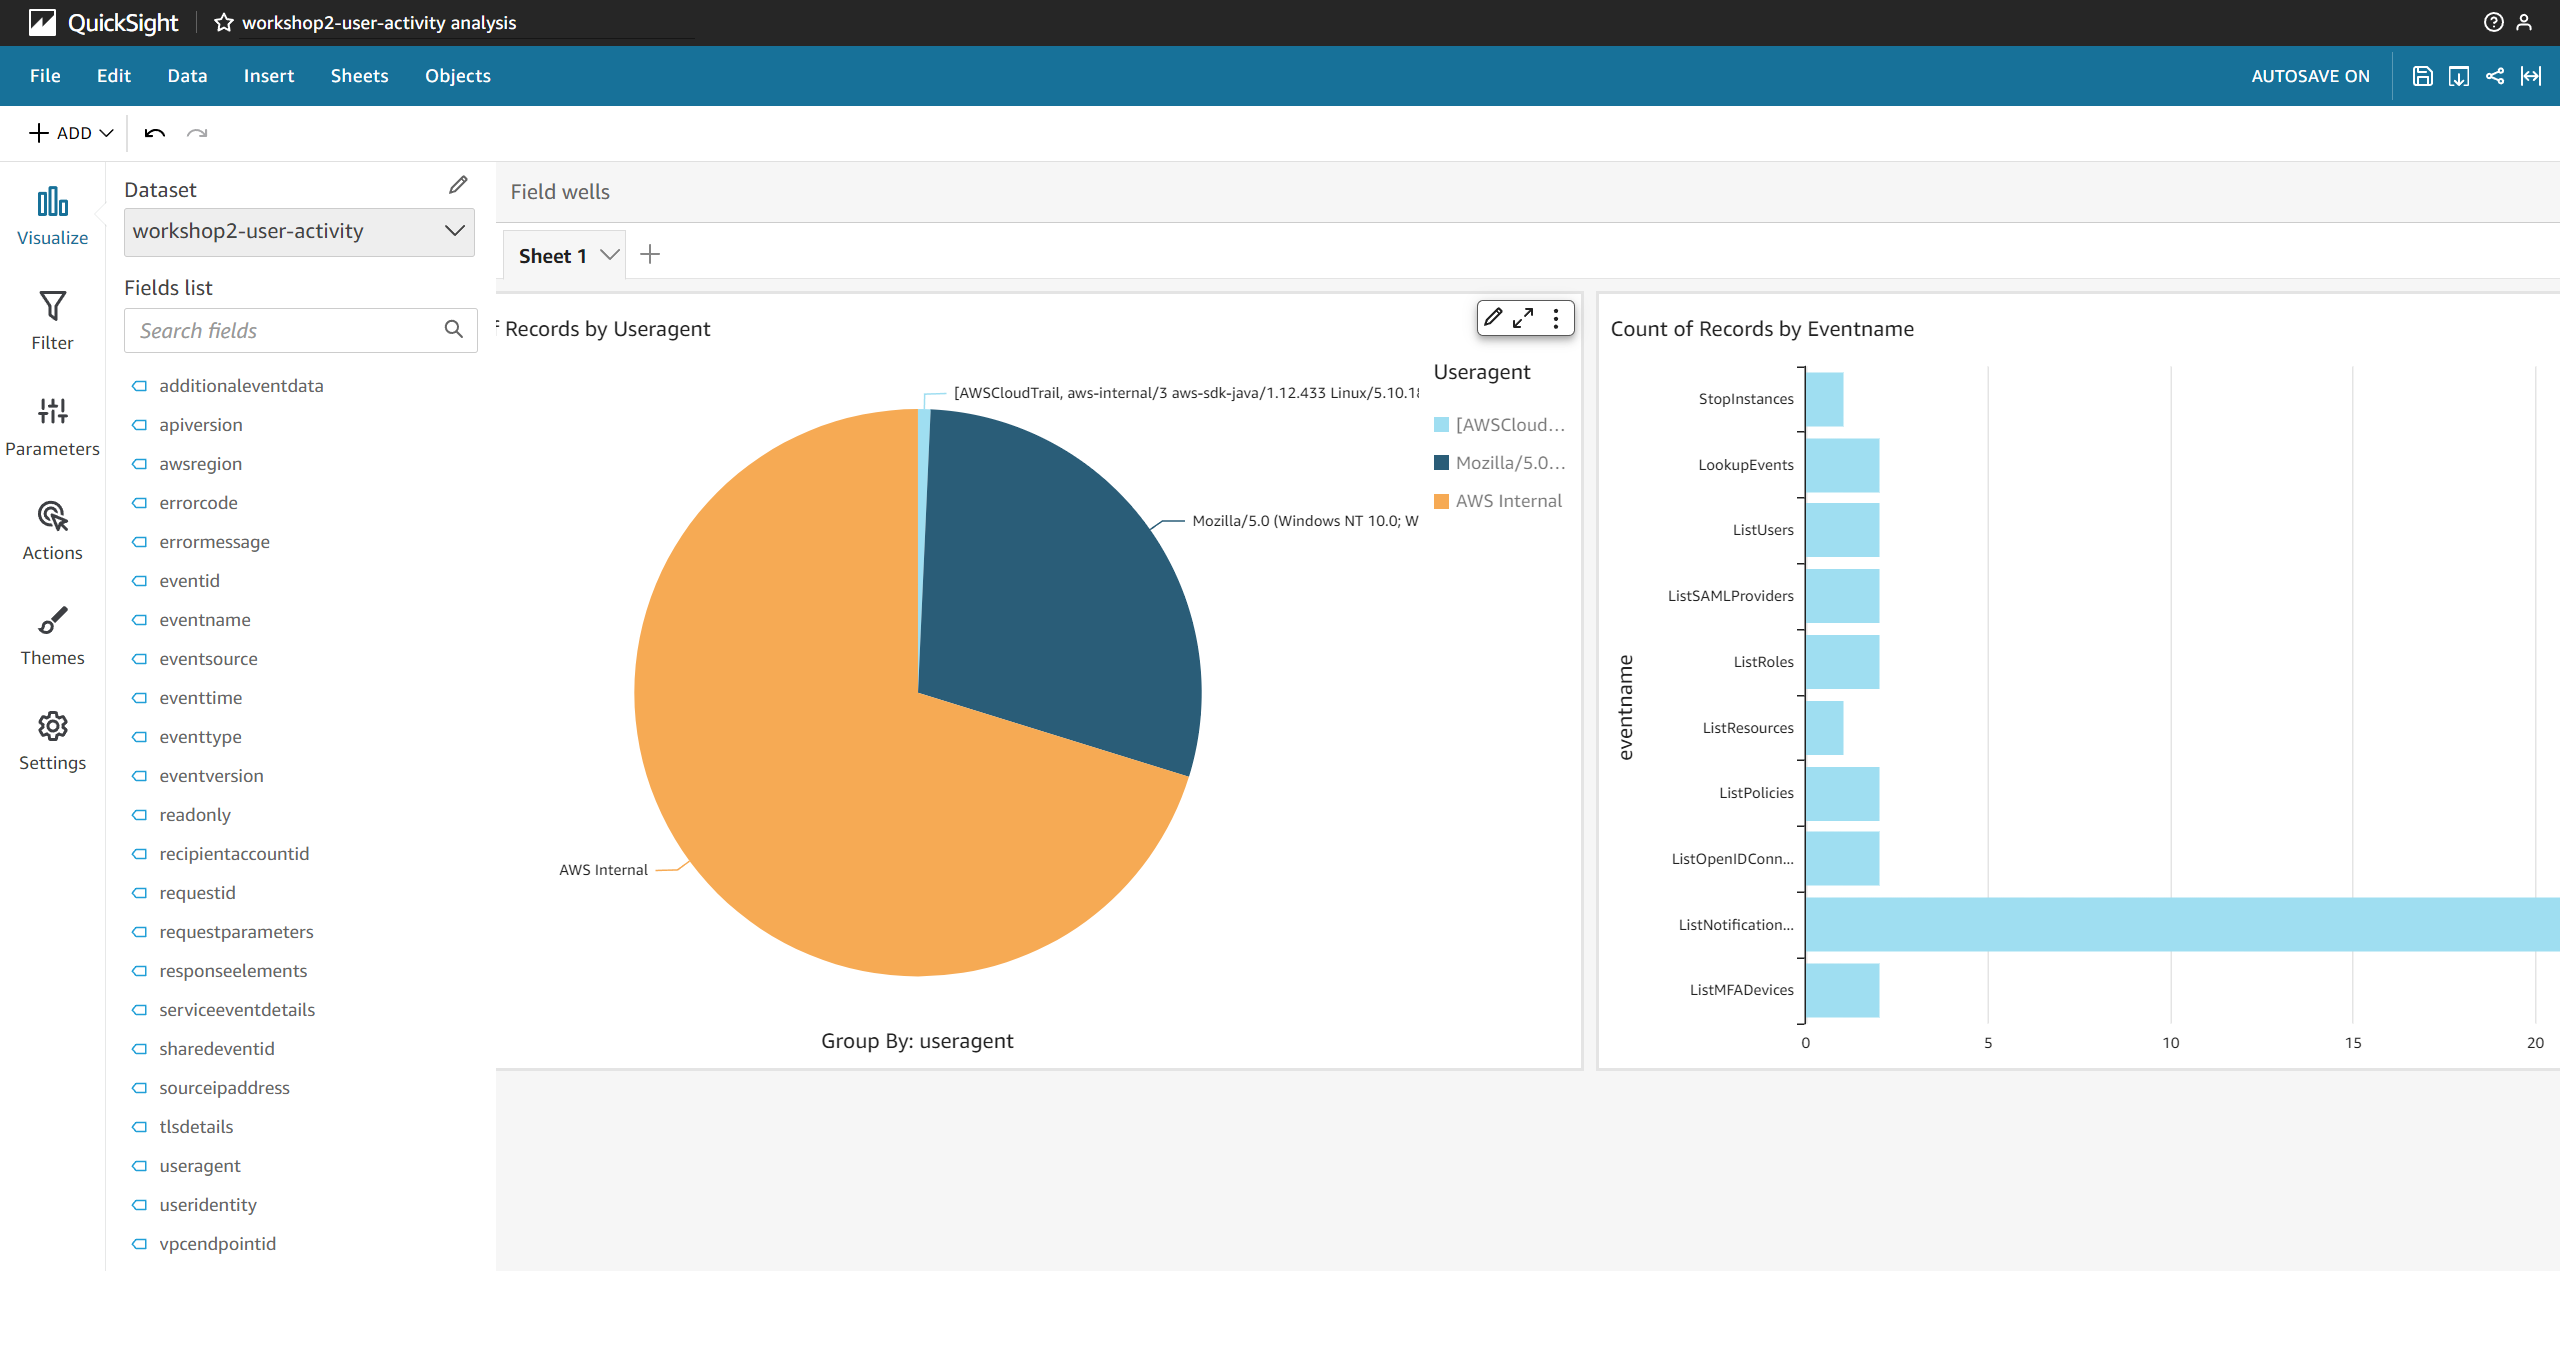 QuickSight
workshop2-user-activity analysis
File Edit Data Insert Sheets Objects
AUTOSAVE ON
ADD
Visualize
Filter
Parameters
Actions
Themes
Settings
Dataset
workshop2-user-activity
Fields list
Search fields
additionaleventdata
apiversion
awsregion
errorcode
errormessage
eventid
eventname
eventsource
eventtime
eventtype
eventversion
readonly
recipientaccountid
requestid
requestparameters
responseelements
serviceeventdetails
sharedeventid
sourceipaddress
tlsdetails
useragent
useridentity
vpcendpointid
Field wells
Sheet 1
Records by Useragent
[AWSCloudTrail, aws-internal/3 aws-sdk-java/1.12.433 Linux/5.10.1
Mozilla/5.0 (Windows NT 10.0; W
AWS Internal
Group By: useragent
Useragent
[AWSCloud...
Mozilla/5.0...
AWS Internal
Count of Records by Eventname
eventname
StopInstances
LookupEvents
ListUsers
ListSAMLProviders
ListRoles
ListResources
ListPolicies
ListOpenIDConn...
ListNotification...
ListMFADevices
0 5 10 15 20